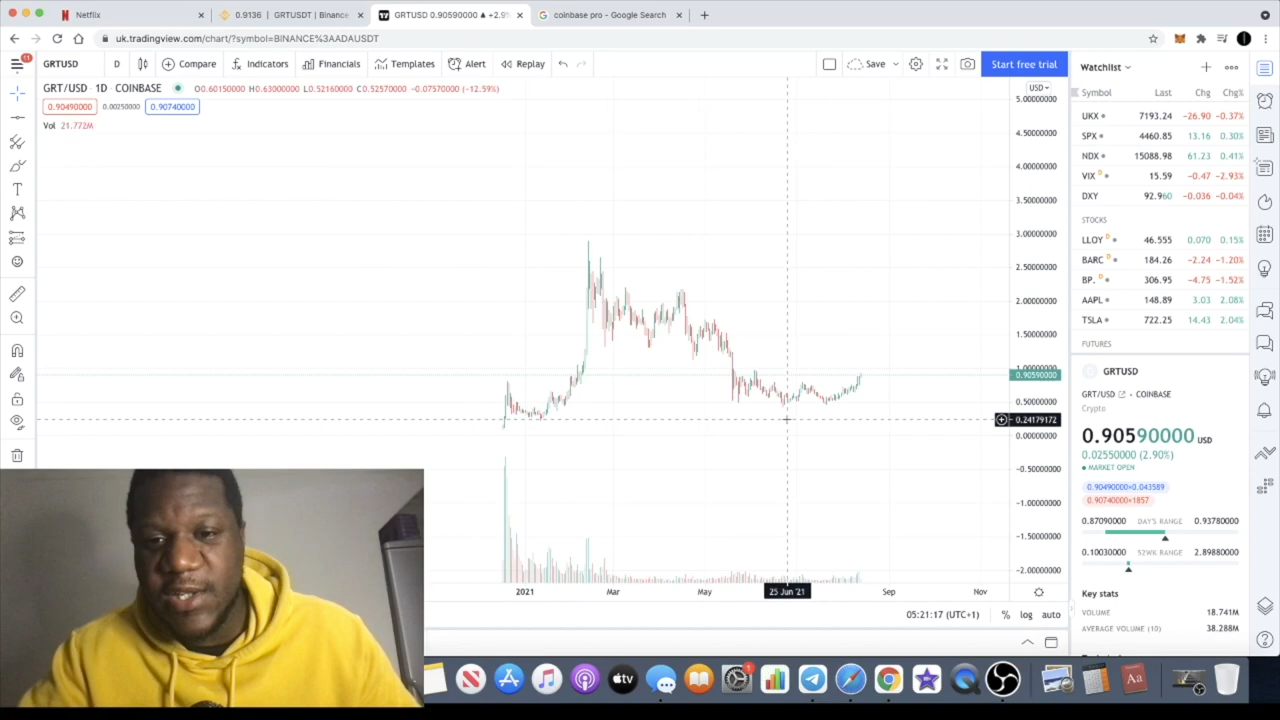 Netflix
0.9136 | GRTUSDT | Binance
GRTUSD 0.90590000 ▲ +2.9%
coinbase pro - Google Search
uk.tradingview.com/chart/?symbol=BINANCE%3AADAUSDT
11
GRTUSD D Compare Indicators Financials Templates Alert Replay Save Start free trial
GRT/USD · 1D · COINBASE O0.60150000 H0.63000000 L0.52160000 C0.52570000 -0.07570000 (-12.59%)
0.90490000 0.00250000 0.90740000
Vol 21.772M
USD
5.00000000
4.50000000
4.00000000
3.50000000
3.00000000
2.50000000
2.00000000
1.50000000
1.00000000
0.90590000
0.50000000
0.24179172
0.00000000
-0.50000000
-1.00000000
-1.50000000
-2.00000000
2021 Mar May 25 Jun '21 Sep Nov
05:21:17 (UTC+1) % log auto
Watchlist
Symbol Last Chg Chg%
UKX 7193.24 -26.90 -0.37%
SPX 4460.85 13.16 0.30%
NDX 15088.98 61.23 0.41%
VIX D 15.59 -0.47 -2.93%
DXY 92.960 -0.036 -0.04%
STOCKS
LLOY D 46.555 0.070 0.15%
BARC D 184.26 -2.24 -1.20%
BP. D 306.95 -4.75 -1.52%
AAPL 148.89 3.03 2.08%
TSLA 722.25 14.43 2.04%
FUTURES
GRTUSD
GRT/USD · COINBASE
Crypto
0.90590000 USD
0.02550000 (2.90%)
MARKET OPEN
0.90490000×0.043589
0.90740000×1857
0.87090000 DAY'S RANGE 0.93780000
0.10030000 52WK RANGE 2.89880000
Key stats
VOLUME 18.741M
AVERAGE VOLUME (10) 38.288M
tv
1